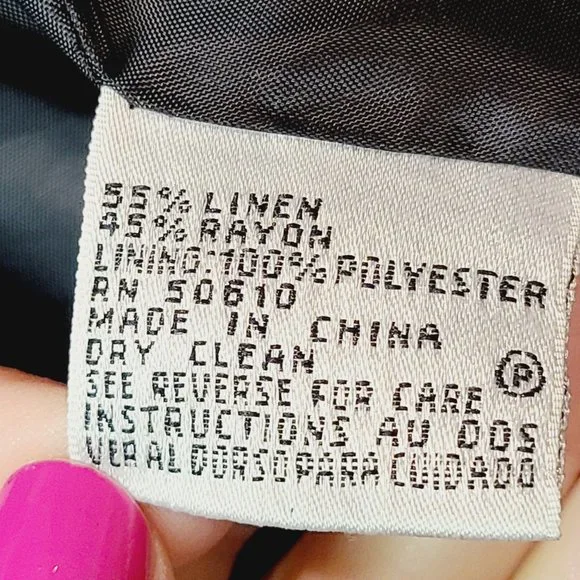 55% LINEN
45% RAYON
LINING:100% POLYESTER
RN 50610
MADE IN CHINA
DRY CLEAN
P
SEE REVERSE FOR CARE
INSTRUCTIONS AU DOS
VER AL DORSO PARA CUIDADO